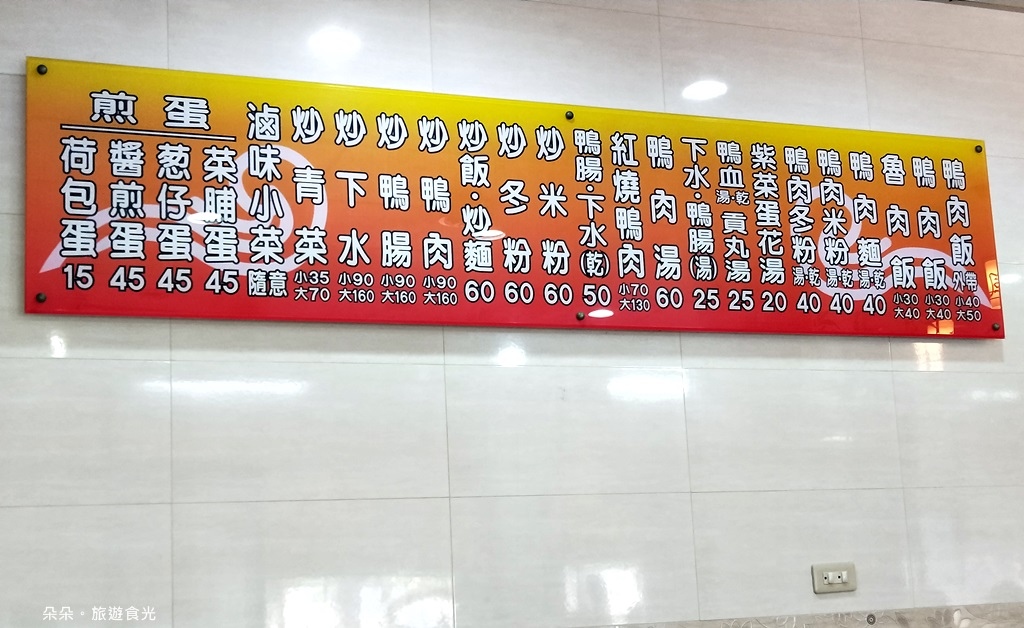 鴨肉飯外帶 小40 大50
鴨肉飯 小30 大40
魯肉飯 小30 大40
鴨肉麵 湯·乾 40
鴨肉米粉 湯·乾 40
鴨肉冬粉 湯·乾 40
紫菜蛋花湯 20
鴨血湯·乾 貢丸湯 25
下水·鴨腸(湯) 25
鴨肉湯 60
紅燒鴨肉 小70 大130
鴨腸·下水(乾) 50
炒米粉 60
炒冬粉 60
炒飯·炒麵 60
炒鴨肉 小90 大160
炒鴨腸 小90 大160
炒下水 小90 大160
炒青菜 小35 大70
滷味小菜 隨意
煎蛋
菜哺蛋 45
葱仔蛋 45
醬煎蛋 45
荷包蛋 15
朵朵。旅遊食光